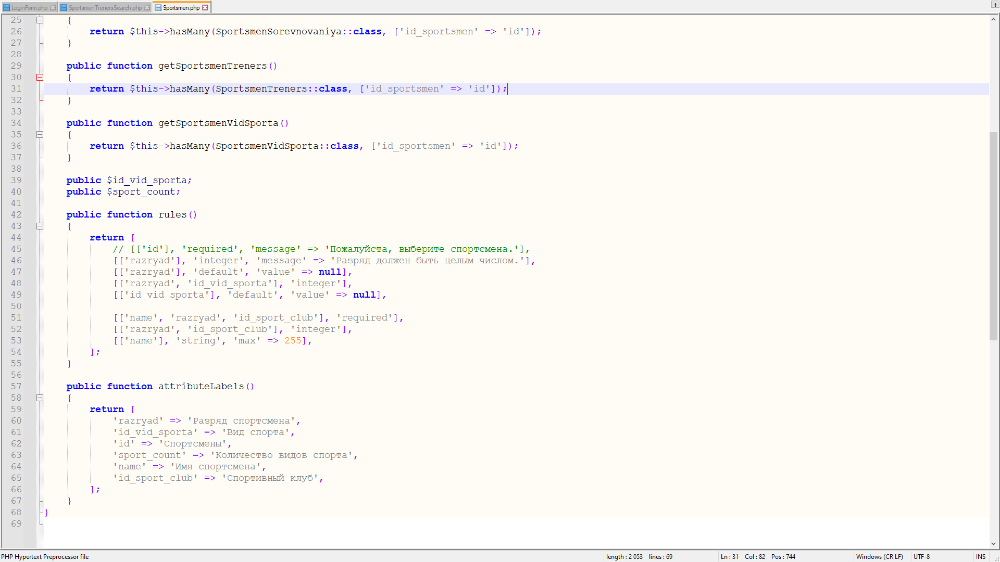 LoginForm.php SportsmenTrenersSearch.php Sportsmen.php
25 {
26 return $this->hasMany(SportsmenSorevnovaniya::class, ['id_sportsmen' => 'id']);
27 }
28
29 public function getSportsmenTreners()
30 {
31 return $this->hasMany(SportsmenTreners::class, ['id_sportsmen' => 'id']);
32 }
33
34 public function getSportsmenVidSporta()
35 {
36 return $this->hasMany(SportsmenVidSporta::class, ['id_sportsmen' => 'id']);
37 }
38
39 public $id_vid_sporta;
40 public $sport_count;
41
42 public function rules()
43 {
44 return [
45 // [['id'], 'required', 'message' => 'Пожалуйста, выберите спортсмена.'],
46 [['razryad'], 'integer', 'message' => 'Разряд должен быть целым числом.'],
47 [['razryad'], 'default', 'value' => null],
48 [['razryad', 'id_vid_sporta'], 'integer'],
49 [['id_vid_sporta'], 'default', 'value' => null],
50
51 [['name', 'razryad', 'id_sport_club'], 'required'],
52 [['razryad', 'id_sport_club'], 'integer'],
53 [['name'], 'string', 'max' => 255],
54 ];
55 }
56
57 public function attributeLabels()
58 {
59 return [
60 'razryad' => 'Разряд спортсмена',
61 'id_vid_sporta' => 'Вид спорта',
62 'id' => 'Спортсмены',
63 'sport_count' => 'Количество видов спорта',
64 'name' => 'Имя спортсмена',
65 'id_sport_club' => 'Спортивный клуб',
66 ];
67 }
68 }
69
PHP Hypertext Preprocessor file length : 2 053 lines : 69 Ln : 31 Col : 82 Pos : 744 Windows (CR LF) UTF-8 INS